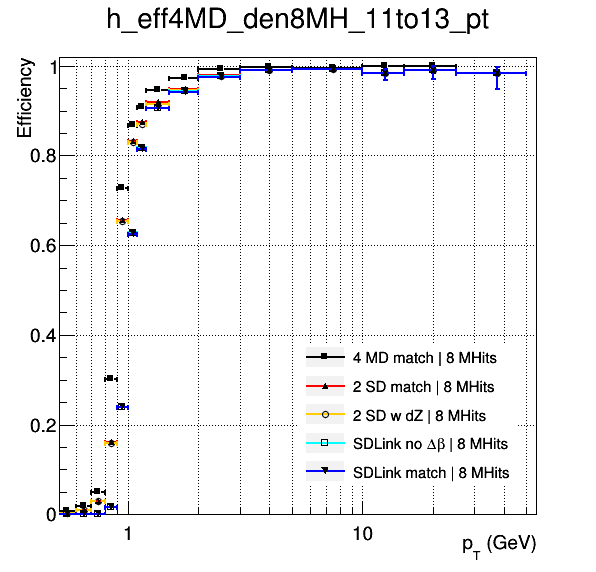 h_eff4MD_den8MH_11to13_pt
Efficiency
1
0.8
0.6
0.4
0.2
0
4 MD match | 8 MHits
2 SD match | 8 MHits
2 SD w dZ | 8 MHits
SDLink no Δβ | 8 MHits
SDLink match | 8 MHits
1 10
p_T (GeV)